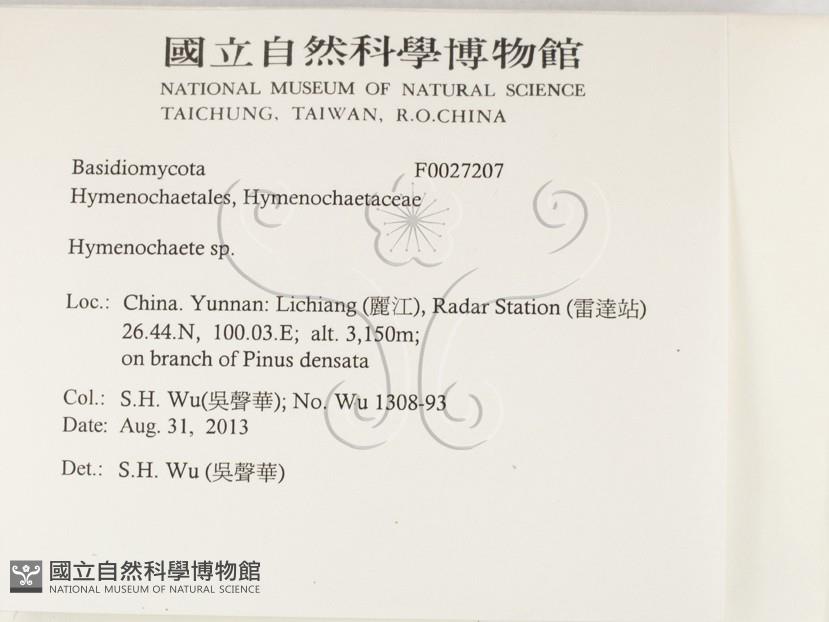 國立自然科學博物館
NATIONAL MUSEUM OF NATURAL SCIENCE
TAICHUNG, TAIWAN, R.O.CHINA
Basidiomycota F0027207
Hymenochaetales, Hymenochaetaceae
Hymenochaete sp.
Loc.: China. Yunnan: Lichiang (麗江), Radar Station (雷達站)
26.44.N, 100.03.E; alt. 3,150m;
on branch of Pinus densata
Col.: S.H. Wu(吳聲華); No. Wu 1308-93
Date: Aug. 31, 2013
Det.: S.H. Wu (吳聲華)
國立自然科學博物館
NATIONAL MUSEUM OF NATURAL SCIENCE